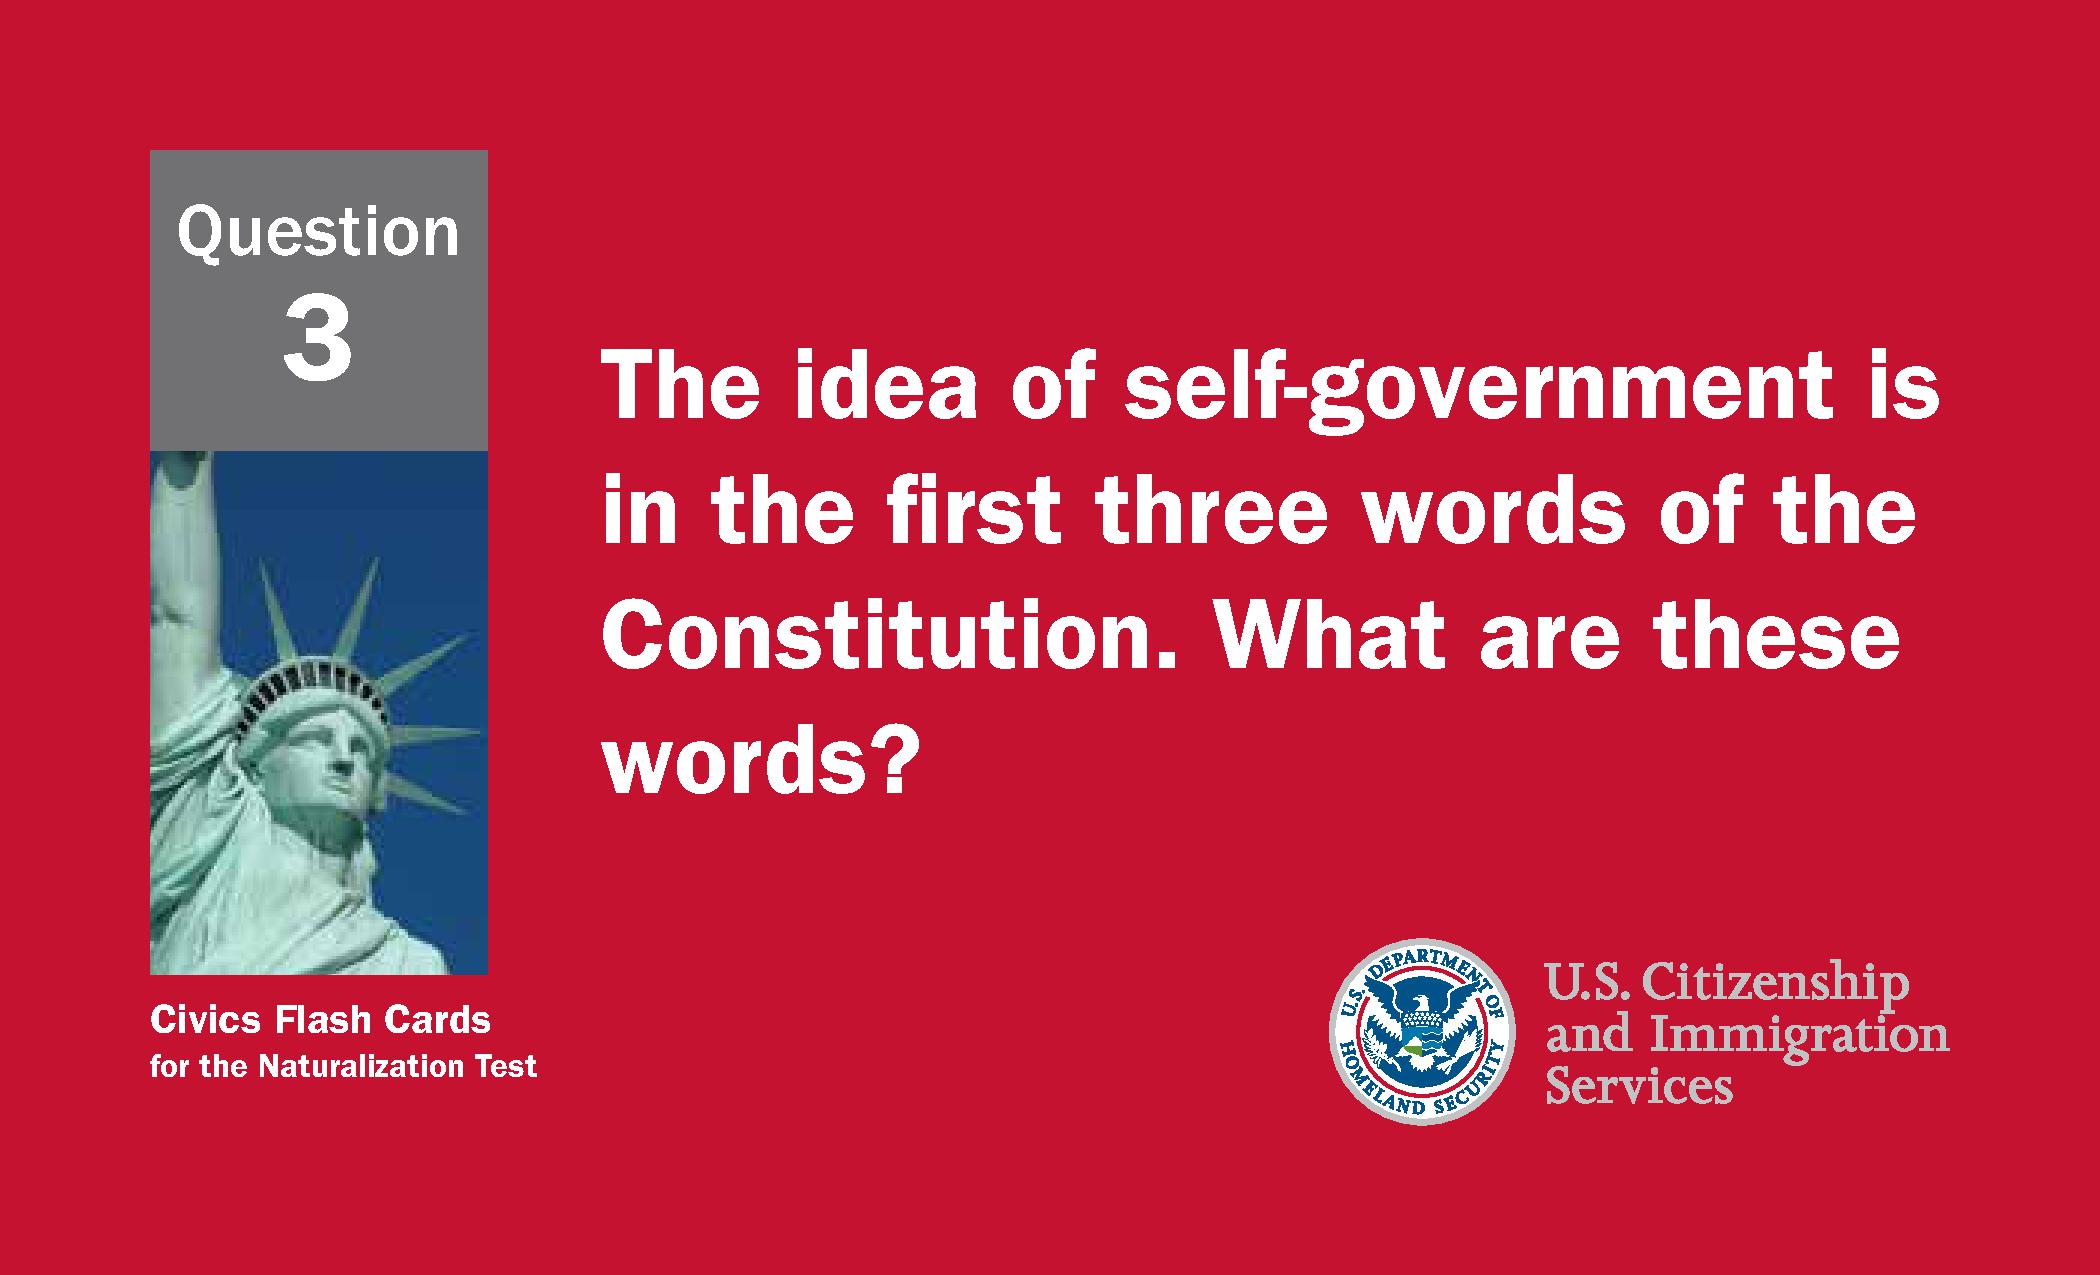 Question
3
The idea of self-government is
in the first three words of the
Constitution. What are these
words?
Civics Flash Cards
for the Naturalization Test
U.S. DEPARTMENT OF
HOMELAND SECURITY
U.S. Citizenship
and Immigration
Services